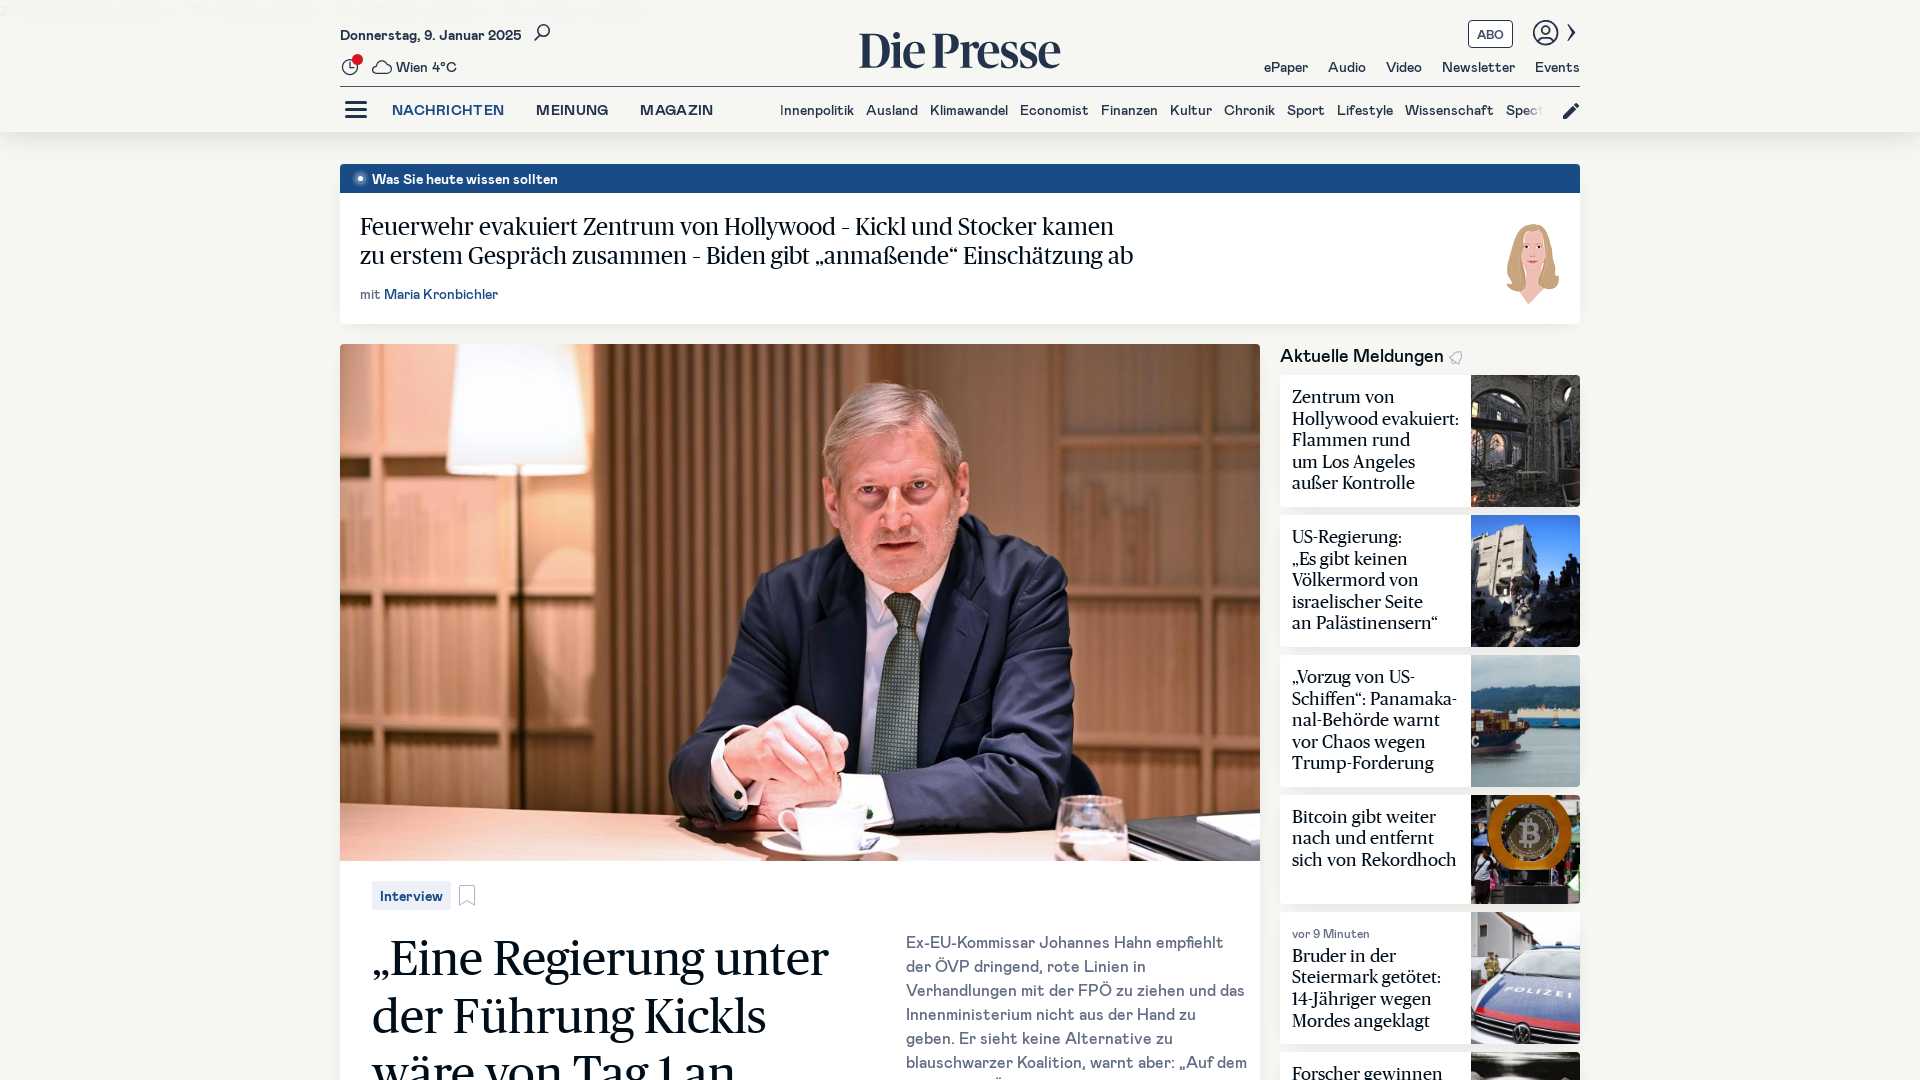 Donnerstag, 9. Januar 2025
Die Presse
ABO
Wien 4°C
ePaper Audio Video Newsletter Events
NACHRICHTEN MEINUNG MAGAZIN
Innenpolitik Ausland Klimawandel Economist Finanzen Kultur Chronik Sport Lifestyle Wissenschaft Spect
Was Sie heute wissen sollten
Feuerwehr evakuiert Zentrum von Hollywood – Kickl und Stocker kamen
zu erstem Gespräch zusammen – Biden gibt „anmaßende“ Einschätzung ab
mit Maria Kronbichler
Interview
„Eine Regierung unter
der Führung Kickls
wäre von Tag 1 an
Ex-EU-Kommissar Johannes Hahn empfiehlt
der ÖVP dringend, rote Linien in
Verhandlungen mit der FPÖ zu ziehen und das
Innenministerium nicht aus der Hand zu
geben. Er sieht keine Alternative zu
blauschwarzer Koalition, warnt aber: „Auf dem
Aktuelle Meldungen
Zentrum von
Hollywood evakuiert:
Flammen rund
um Los Angeles
außer Kontrolle
US-Regierung:
„Es gibt keinen
Völkermord von
israelischer Seite
an Palästinensern“
„Vorzug von US-
Schiffen“: Panamaka-
nal-Behörde warnt
vor Chaos wegen
Trump-Forderung
Bitcoin gibt weiter
nach und entfernt
sich von Rekordhoch
vor 9 Minuten
Bruder in der
Steiermark getötet:
14-Jähriger wegen
Mordes angeklagt
POLIZEI
Forscher gewinnen